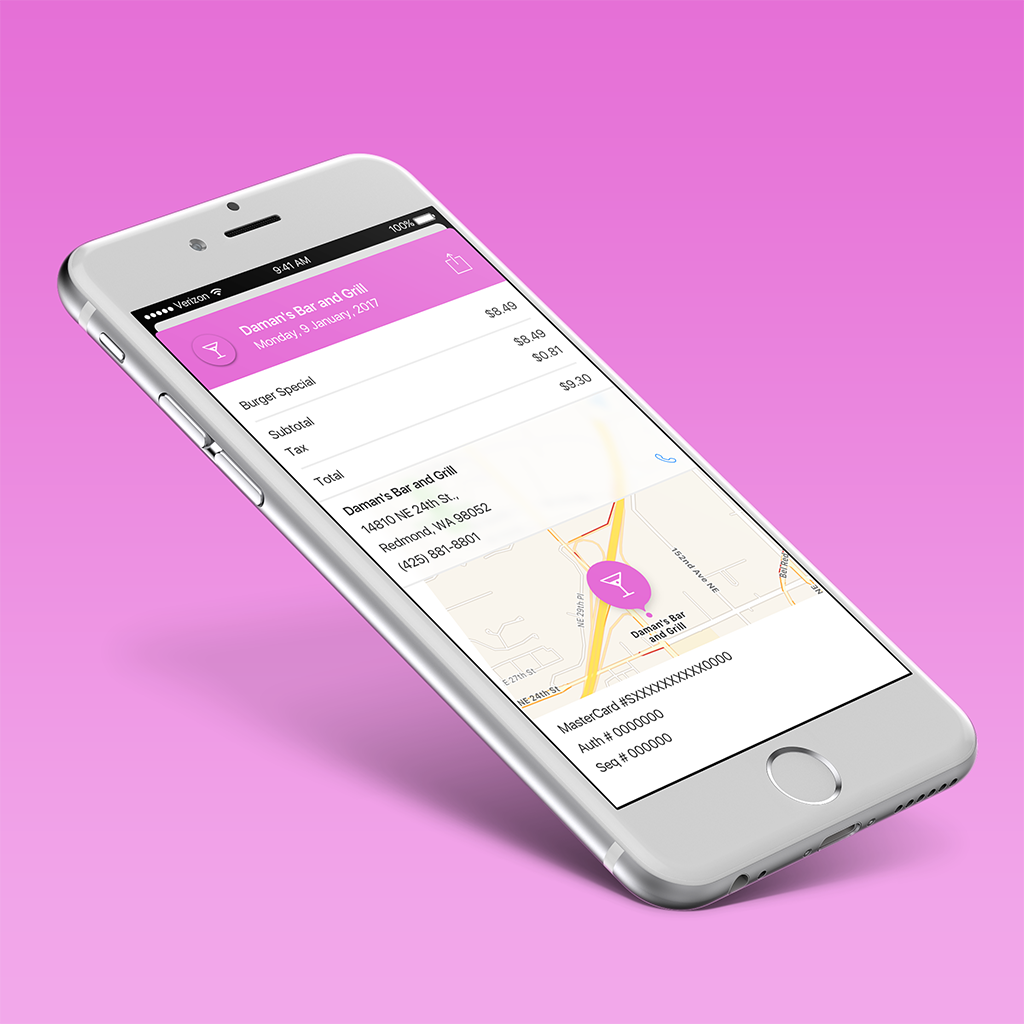 Verizon 9:41 AM 100%
Daman's Bar and Grill
Monday, 9 January, 2017
Burger Special $8.49
Subtotal $8.49
Tax $0.81
Total $9.30
Daman's Bar and Grill
14810 NE 24th St.,
Redmond, WA 98052
(425) 881-8801
152nd Ave NE
Bel Red
NE
NE 29th Pl
Daman's Bar
and Grill
E 27th St
NE 24th St
MasterCard #SXXXXXXXXXXX0000
Auth # 0000000
Seq # 000000